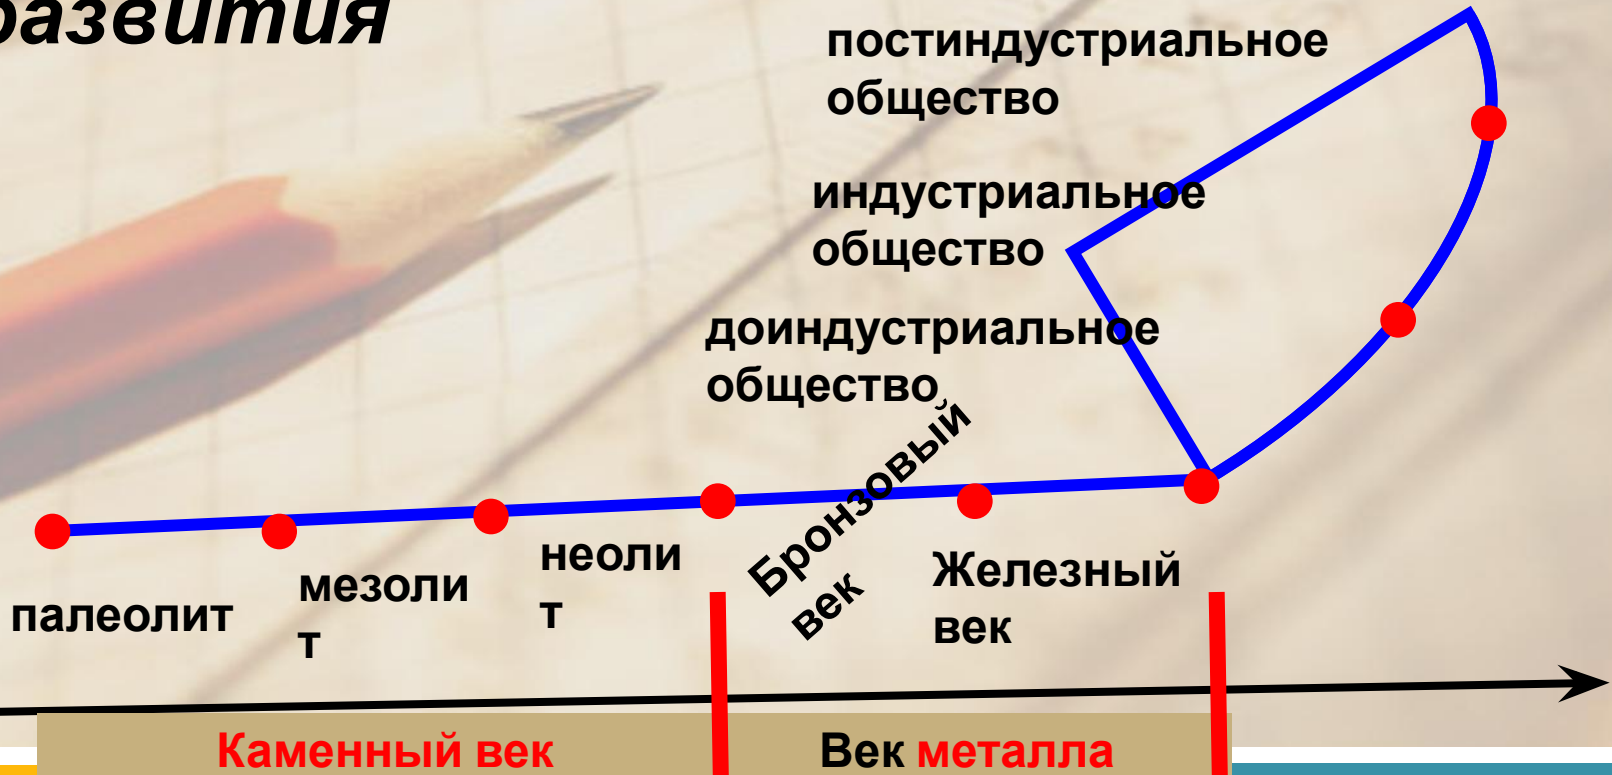 развития
постиндустриальное
общество
индустриальное
общество
доиндустриальное
общество
Бронзовый
век
неоли
т
Железный
век
мезоли
т
палеолит
Каменный век
Век металла